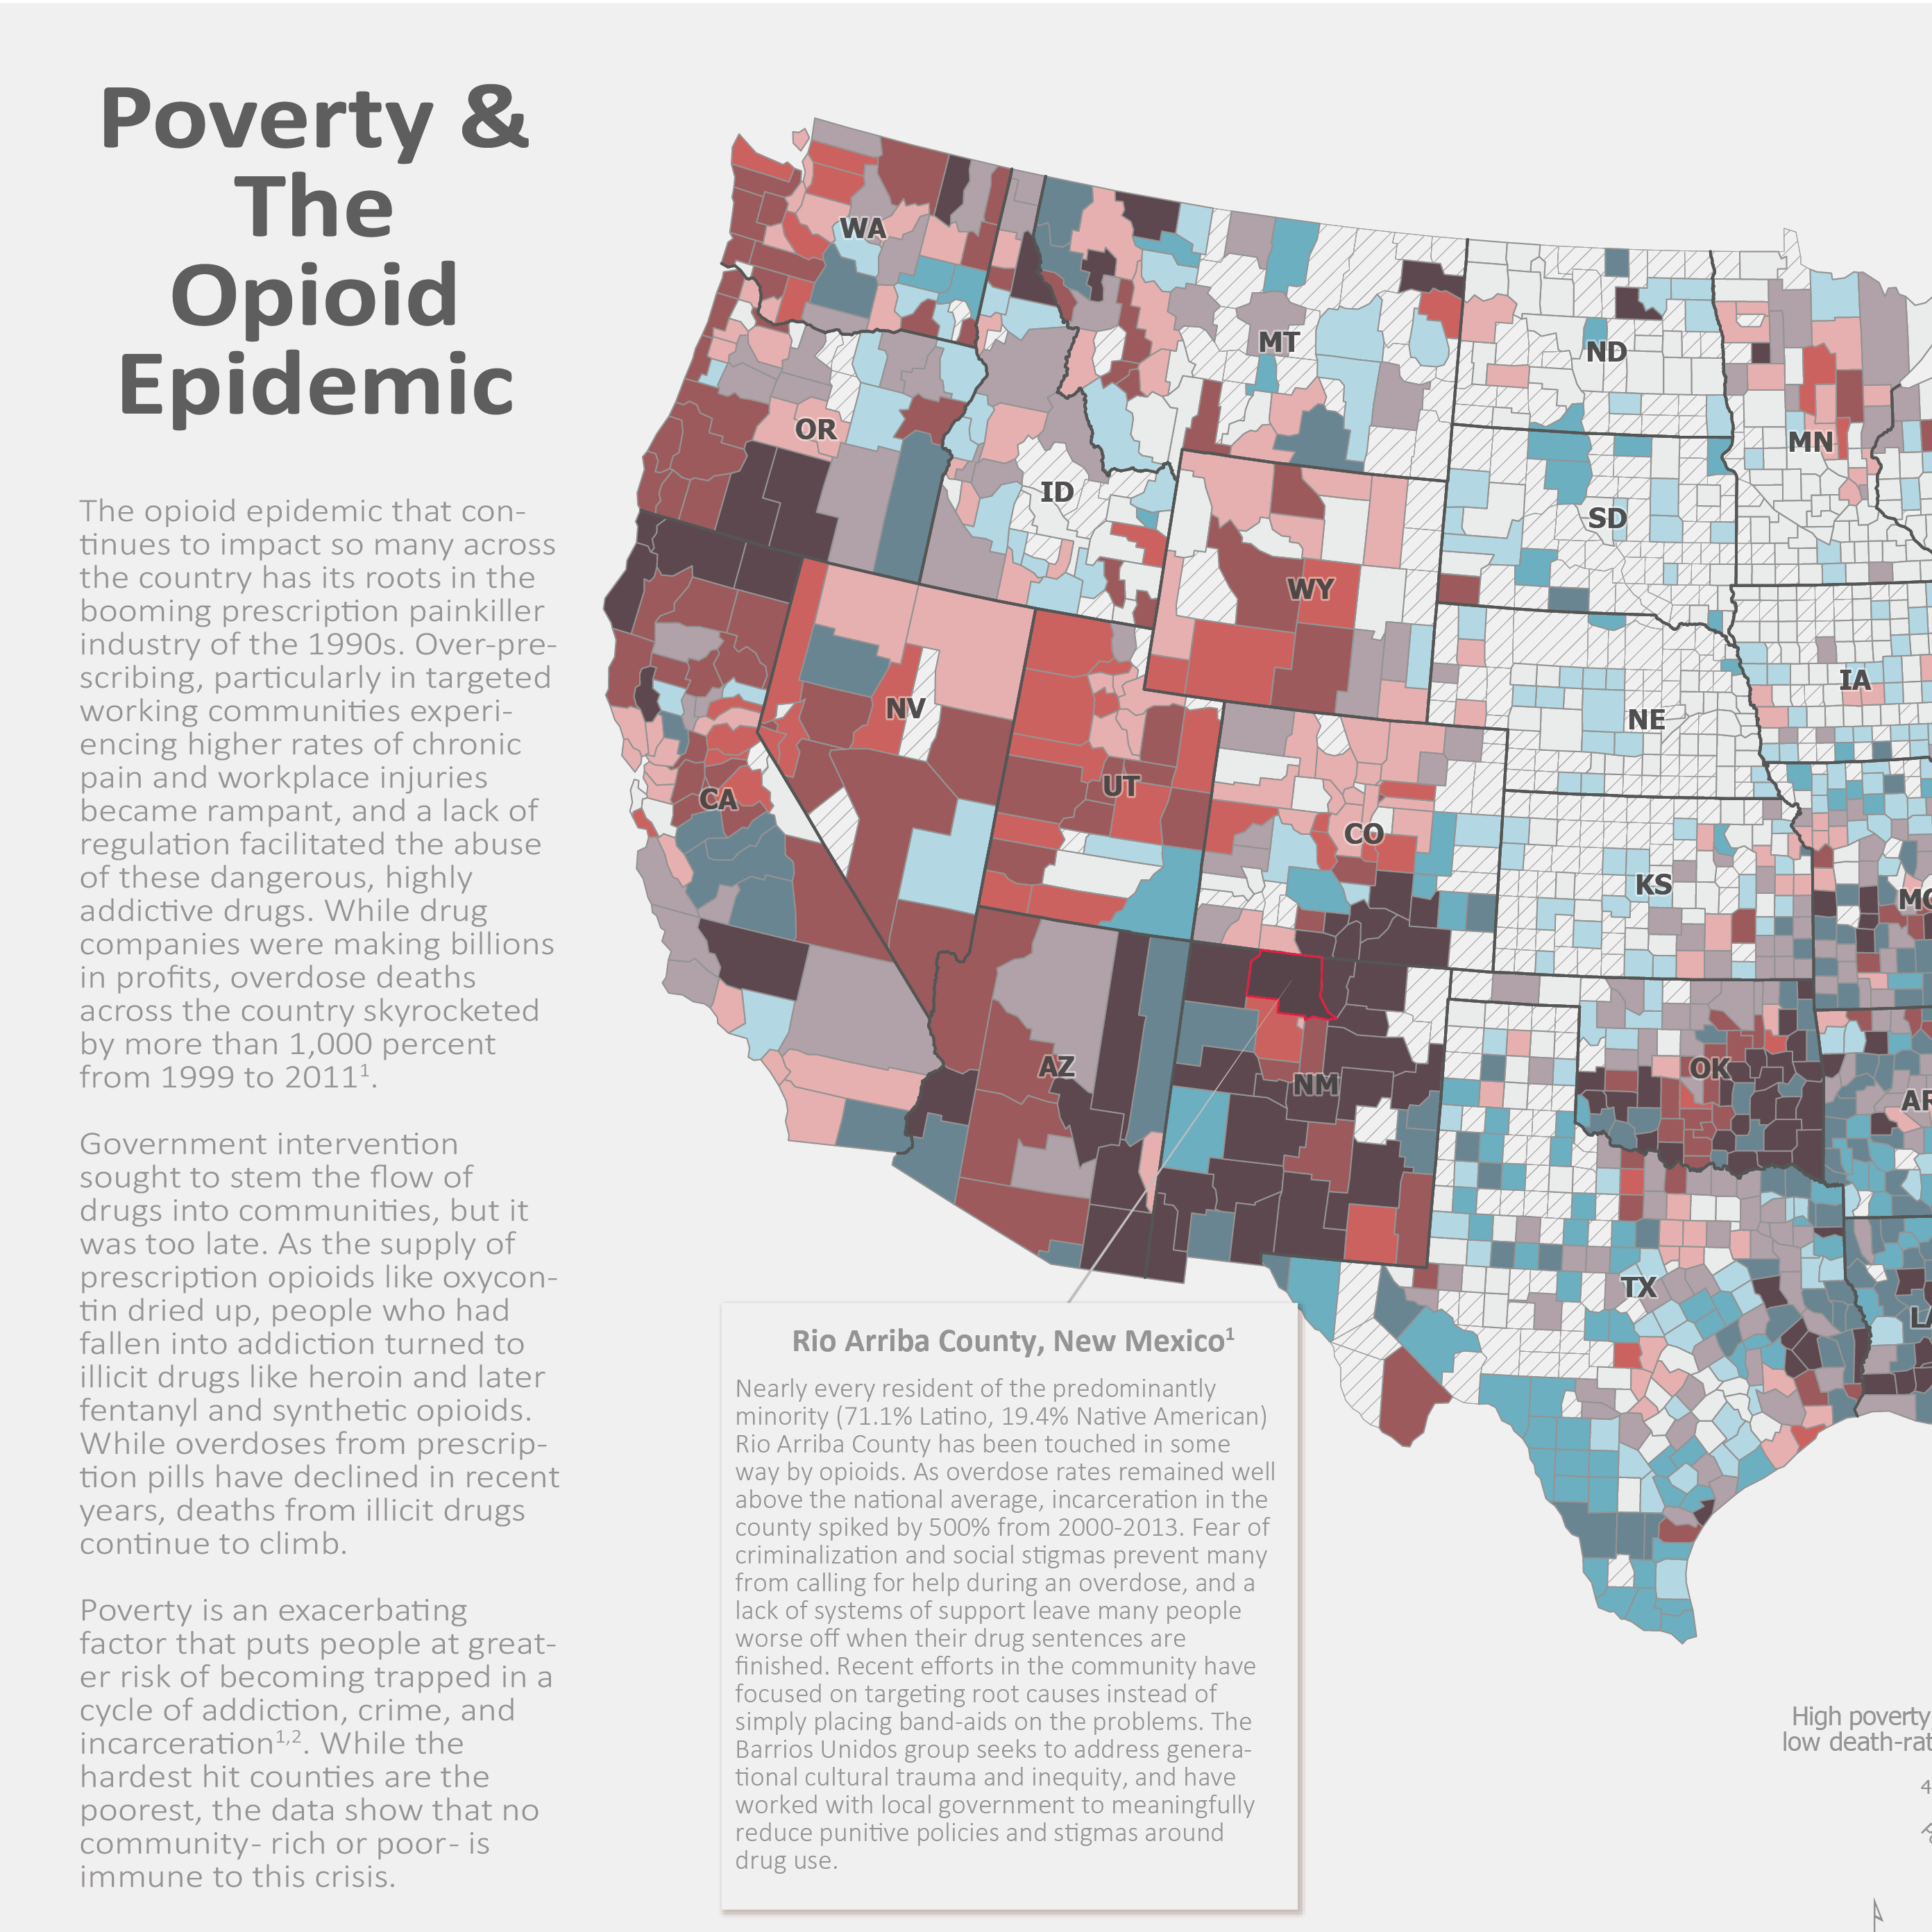 Poverty &
The
Opioid
Epidemic
The opioid epidemic that con-
tinues to impact so many across
the country has its roots in the
booming prescription painkiller
industry of the 1990s. Over-pre-
scribing, particularly in targeted
working communities experi-
encing higher rates of chronic
pain and workplace injuries
became rampant, and a lack of
regulation facilitated the abuse
of these dangerous, highly
addictive drugs. While drug
companies were making billions
in profits, overdose deaths
across the country skyrocketed
by more than 1,000 percent
from 1999 to 2011¹.
Government intervention
sought to stem the flow of
drugs into communities, but it
was too late. As the supply of
prescription opioids like oxycon-
tin dried up, people who had
fallen into addiction turned to
illicit drugs like heroin and later
fentanyl and synthetic opioids.
While overdoses from prescrip-
tion pills have declined in recent
years, deaths from illicit drugs
continue to climb.
Poverty is an exacerbating
factor that puts people at great-
er risk of becoming trapped in a
cycle of addiction, crime, and
incarceration¹,². While the
hardest hit counties are the
poorest, the data show that no
community- rich or poor- is
immune to this crisis.
WA
MT
ND
MN
OR
ID
SD
WY
IA
NV
NE
UT
CA
CO
KS
MO
AZ
NM
OK
AR
TX
LA
Rio Arriba County, New Mexico¹
Nearly every resident of the predominantly
minority (71.1% Latino, 19.4% Native American)
Rio Arriba County has been touched in some
way by opioids. As overdose rates remained well
above the national average, incarceration in the
county spiked by 500% from 2000-2013. Fear of
criminalization and social stigmas prevent many
from calling for help during an overdose, and a
lack of systems of support leave many people
worse off when their drug sentences are
finished. Recent efforts in the community have
focused on targeting root causes instead of
simply placing band-aids on the problems. The
Barrios Unidos group seeks to address genera-
tional cultural trauma and inequity, and have
worked with local government to meaningfully
reduce punitive policies and stigmas around
drug use.
High poverty
low death-rat
4